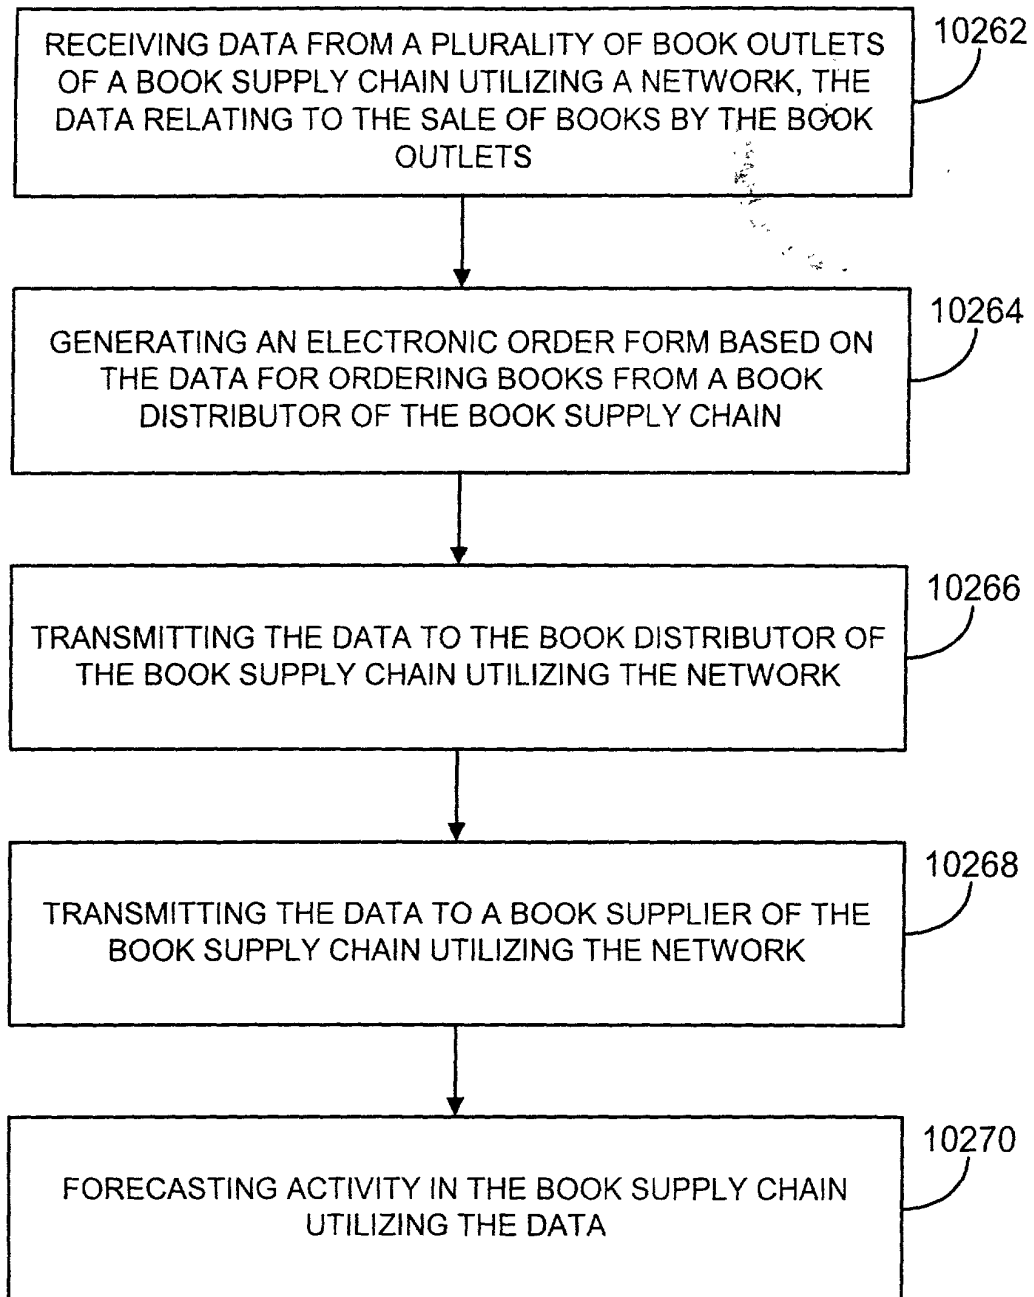 RECEIVING DATA FROM A PLURALITY OF BOOK OUTLETS
OF A BOOK SUPPLY CHAIN UTILIZING A NETWORK, THE
DATA RELATING TO THE SALE OF BOOKS BY THE BOOK
OUTLETS
10262
GENERATING AN ELECTRONIC ORDER FORM BASED ON
THE DATA FOR ORDERING BOOKS FROM A BOOK
DISTRIBUTOR OF THE BOOK SUPPLY CHAIN
10264
TRANSMITTING THE DATA TO THE BOOK DISTRIBUTOR OF
THE BOOK SUPPLY CHAIN UTILIZING THE NETWORK
10266
TRANSMITTING THE DATA TO A BOOK SUPPLIER OF THE
BOOK SUPPLY CHAIN UTILIZING THE NETWORK
10268
FORECASTING ACTIVITY IN THE BOOK SUPPLY CHAIN
UTILIZING THE DATA
10270